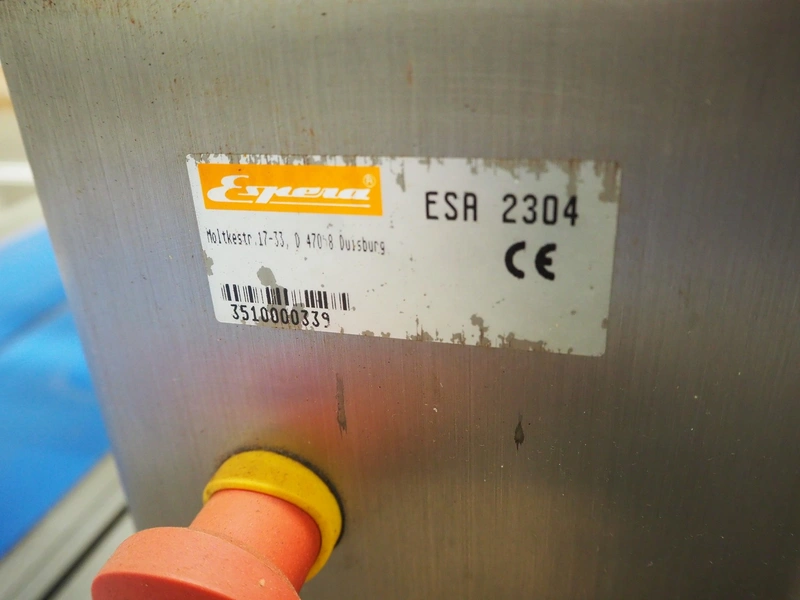 Espera®
ESA 2304
Moltkestr.17-33, D Duisburg
CE
3510000339